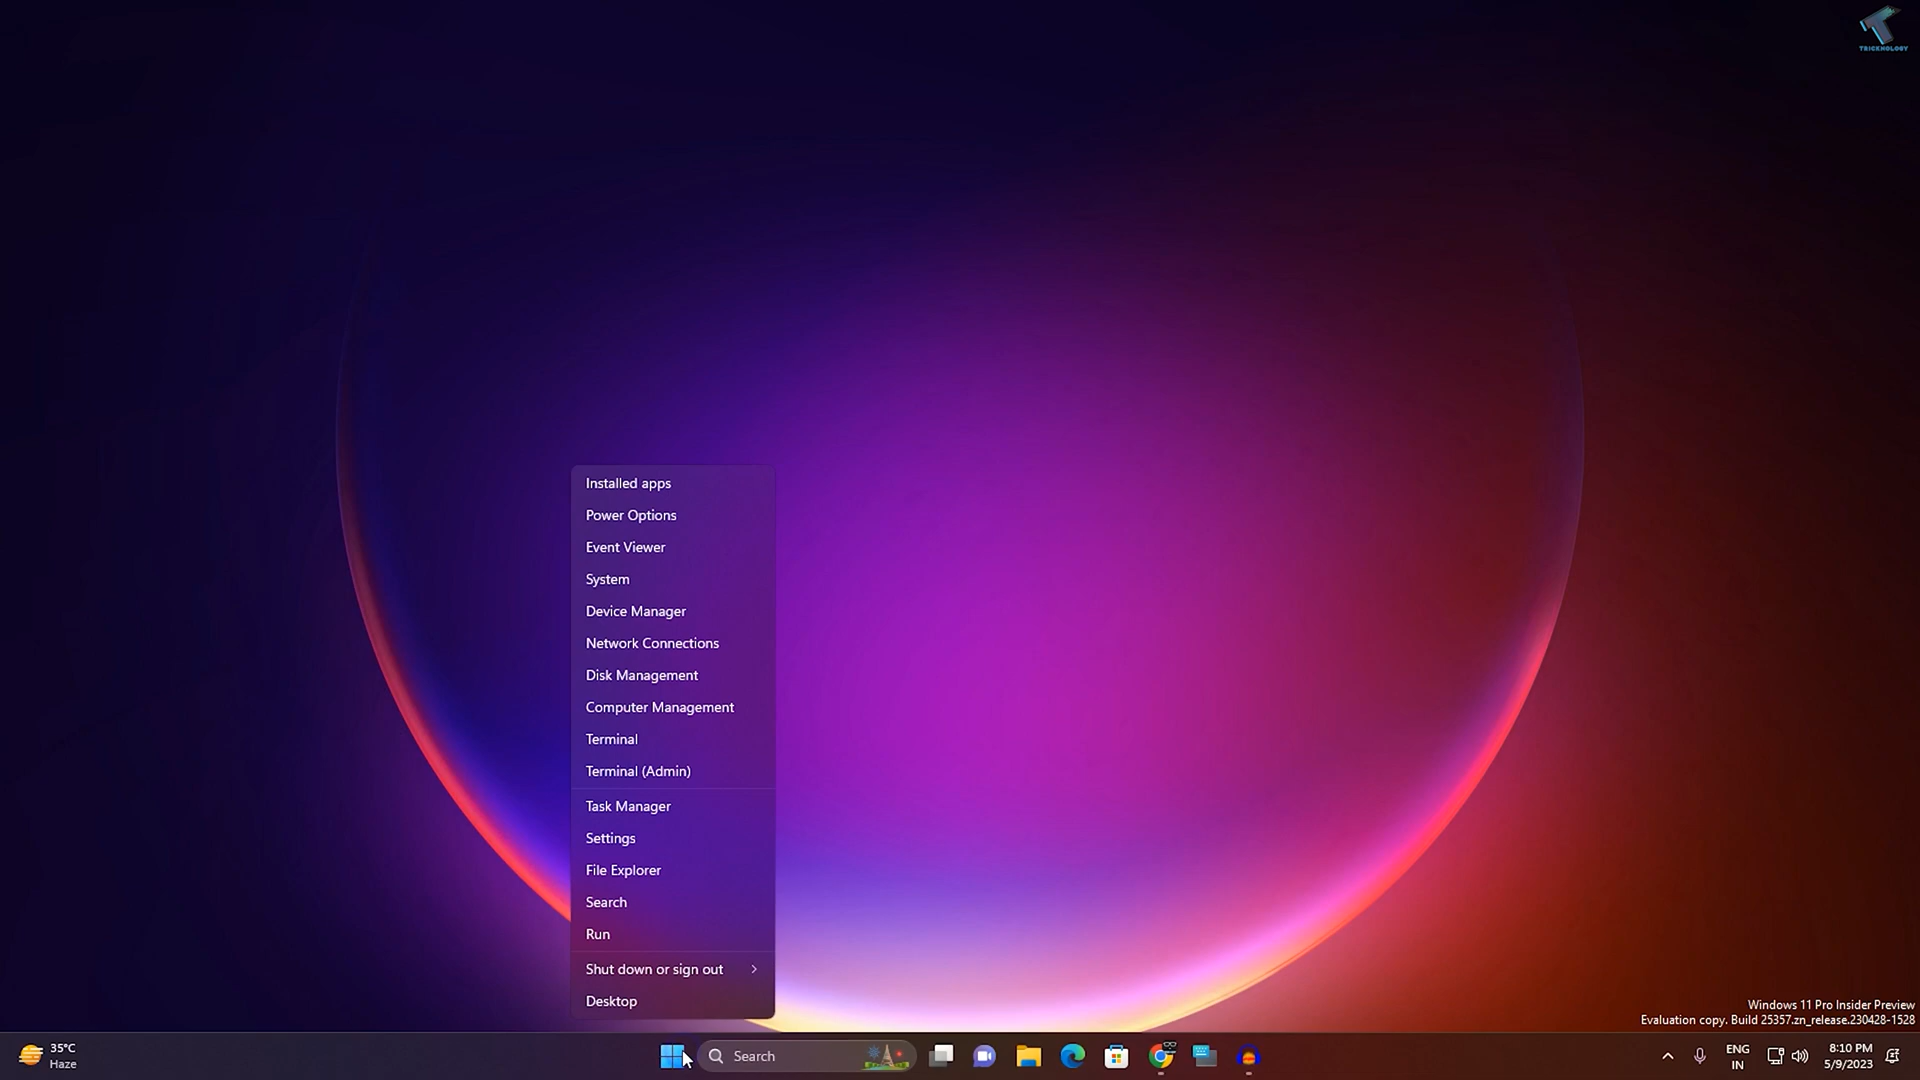 TRICKNOLOGY
Installed apps
Power Options
Event Viewer
System
Device Manager
Network Connections
Disk Management
Computer Management
Terminal
Terminal (Admin)
Task Manager
Settings
File Explorer
Search
Run
Shut down or sign out
Desktop
Windows 11 Pro Insider Preview
Evaluation copy. Build 25357.zn_release.230428-1528
35°C
Haze
Search
ENG
IN
8:10 PM
5/9/2023